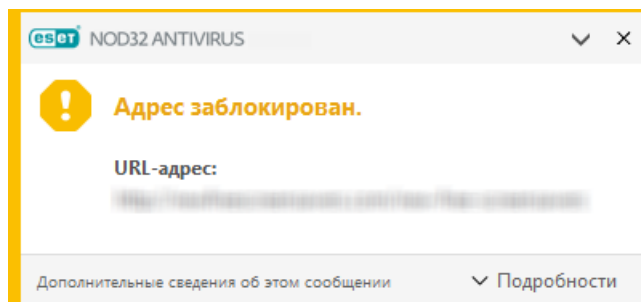 eset NOD32 ANTIVIRUS
Адрес заблокирован.
URL-адрес:
Дополнительные сведения об этом сообщении
Подробности